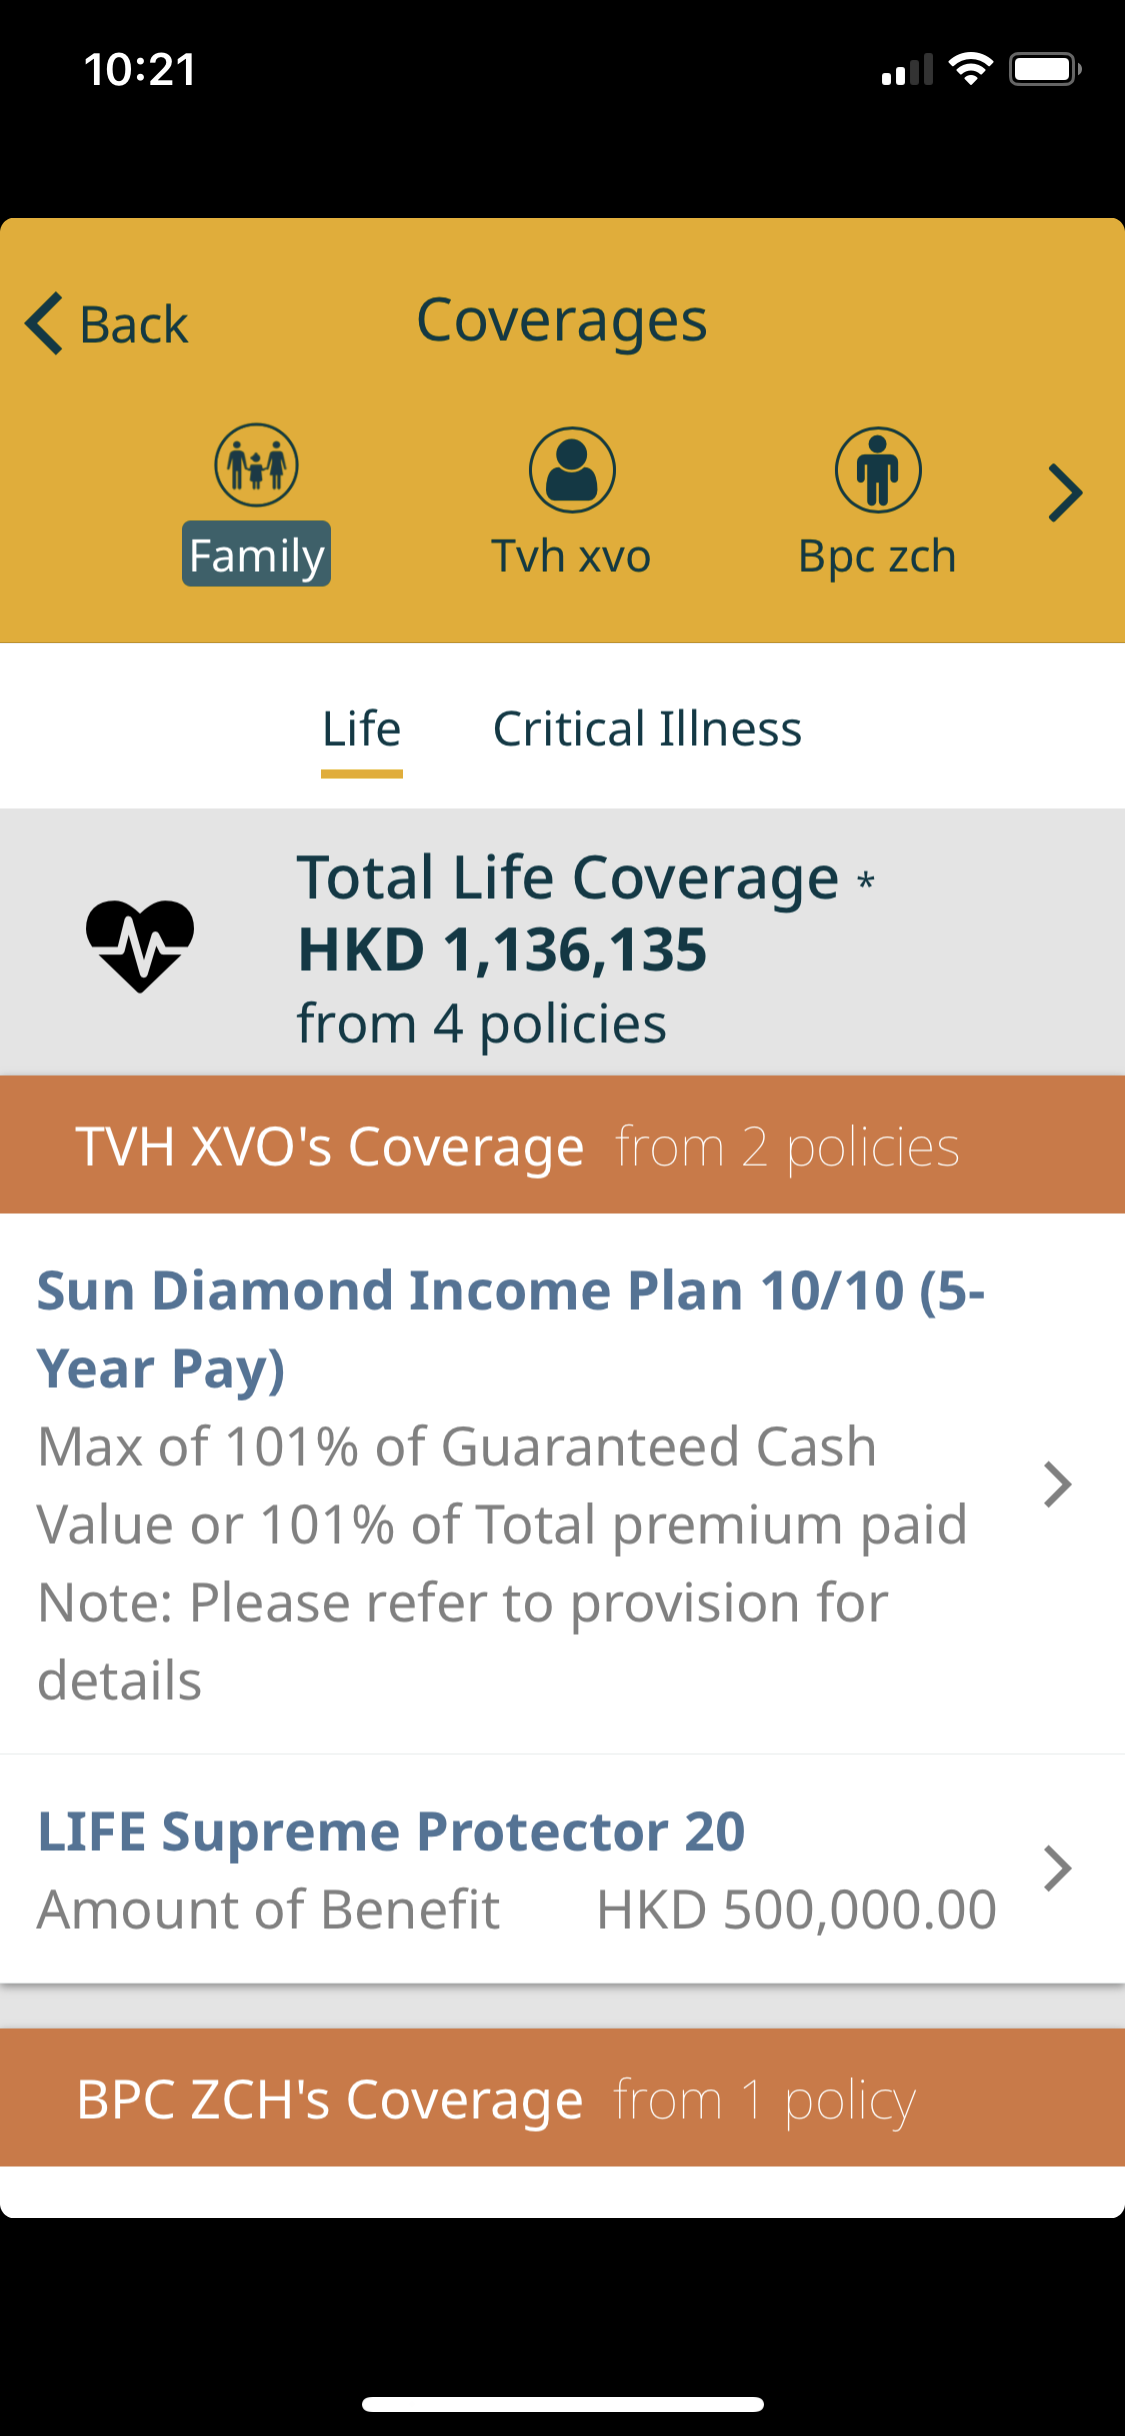 10:21
Back
Coverages
Family
Tvh xvo
Bpc zch
Life
Critical Illness
Total Life Coverage *
HKD 1,136,135
from 4 policies
TVH XVO's Coverage from 2 policies
Sun Diamond Income Plan 10/10 (5-
Year Pay)
Max of 101% of Guaranteed Cash
Value or 101% of Total premium paid
Note: Please refer to provision for
details
LIFE Supreme Protector 20
Amount of Benefit HKD 500,000.00
BPC ZCH's Coverage from 1 policy